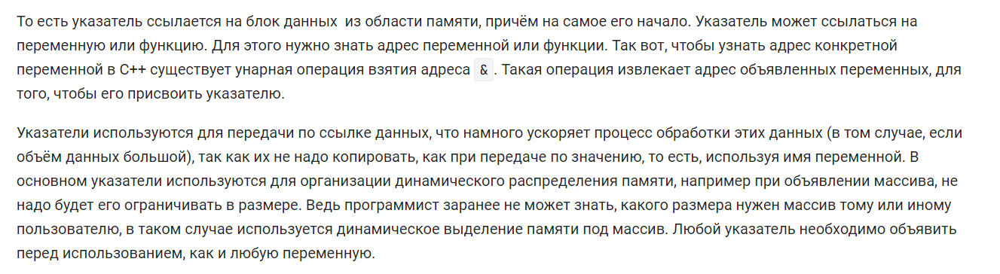 То есть указатель ссылается на блок данных  из области памяти, причём на самое его начало. Указатель может ссылаться на
переменную или функцию. Для этого нужно знать адрес переменной или функции. Так вот, чтобы узнать адрес конкретной
переменной в С++ существует унарная операция взятия адреса & . Такая операция извлекает адрес объявленных переменных, для
того, чтобы его присвоить указателю.
Указатели используются для передачи по ссылке данных, что намного ускоряет процесс обработки этих данных (в том случае, если
объём данных большой), так как их не надо копировать, как при передаче по значению, то есть, используя имя переменной. В
основном указатели используются для организации динамического распределения памяти, например при объявлении массива, не
надо будет его ограничивать в размере. Ведь программист заранее не может знать, какого размера нужен массив тому или иному
пользователю, в таком случае используется динамическое выделение памяти под массив. Любой указатель необходимо объявить
перед использованием, как и любую переменную.